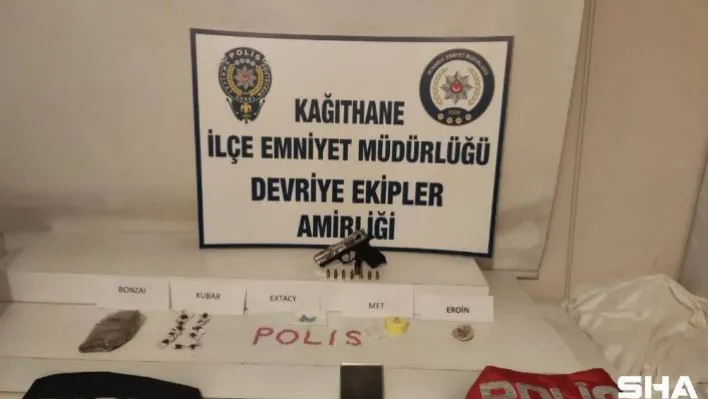 POLİS
KAĞITHANE
İLÇE EMNİYET MÜDÜRLÜĞÜ
DEVRİYE EKİPLER
AMİRLİĞİ
BONZAI
KUBAR
EXTACY
MET
EROİN
POLIS
POLİS
SHA